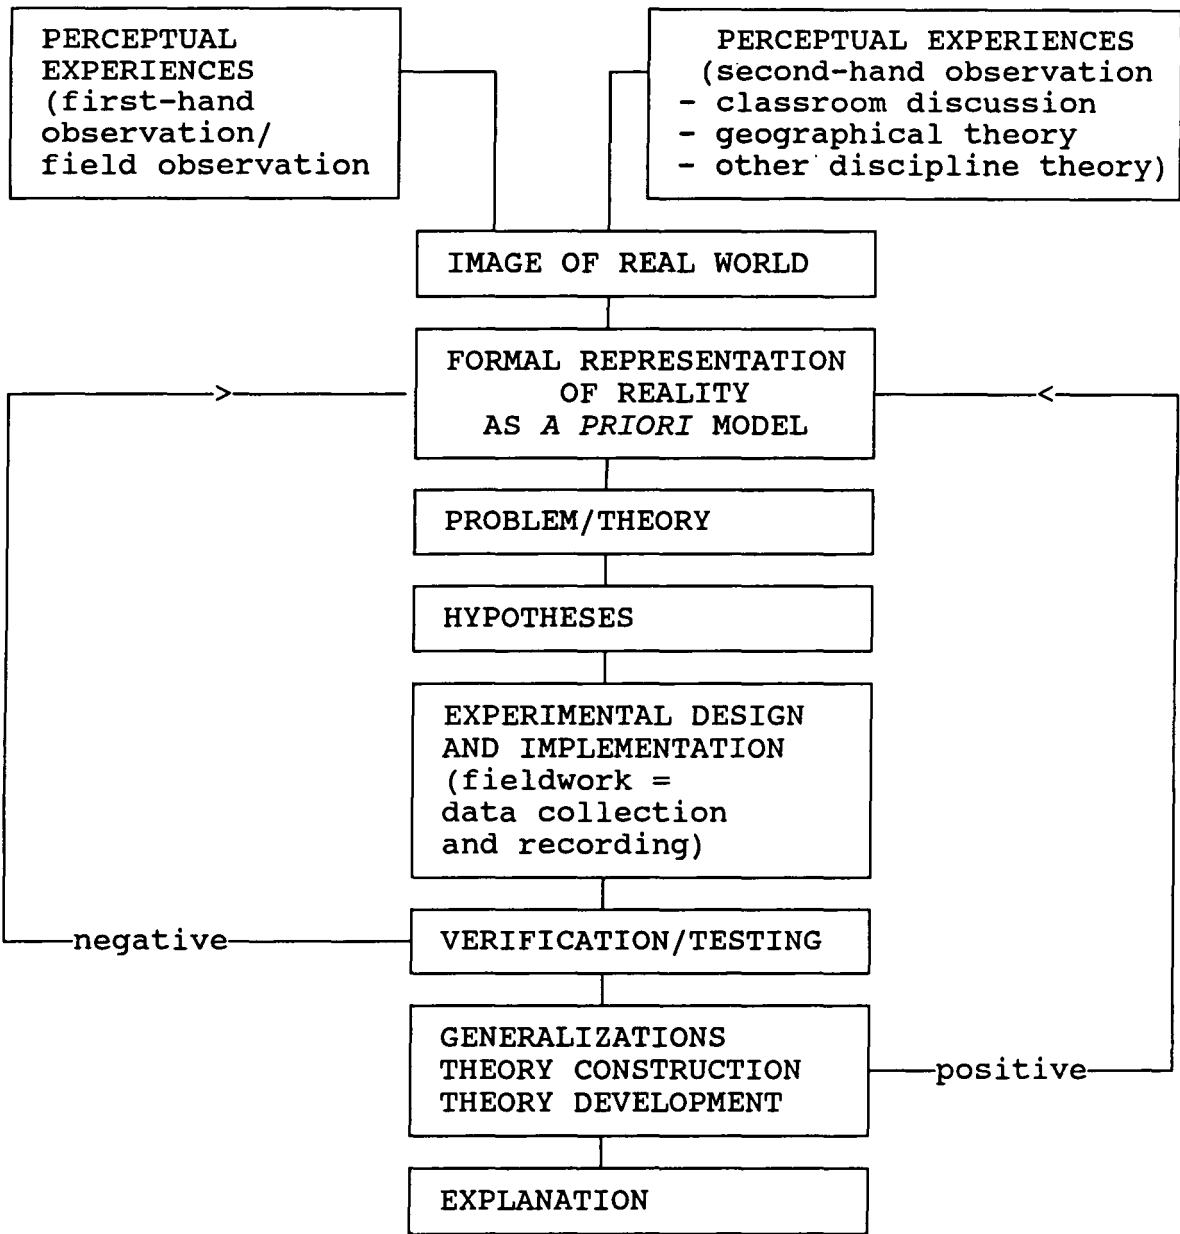 PERCEPTUAL
EXPERIENCES
(first-hand
observation/
field observation
PERCEPTUAL EXPERIENCES
(second-hand observation
- classroom discussion
- geographical theory
- other discipline theory)
IMAGE OF REAL WORLD
FORMAL REPRESENTATION
OF REALITY
AS A PRIORI MODEL
>
<
PROBLEM/THEORY
HYPOTHESES
EXPERIMENTAL DESIGN
AND IMPLEMENTATION
(fieldwork =
data collection
and recording)
negative
VERIFICATION/TESTING
GENERALIZATIONS
THEORY CONSTRUCTION
THEORY DEVELOPMENT
positive
EXPLANATION